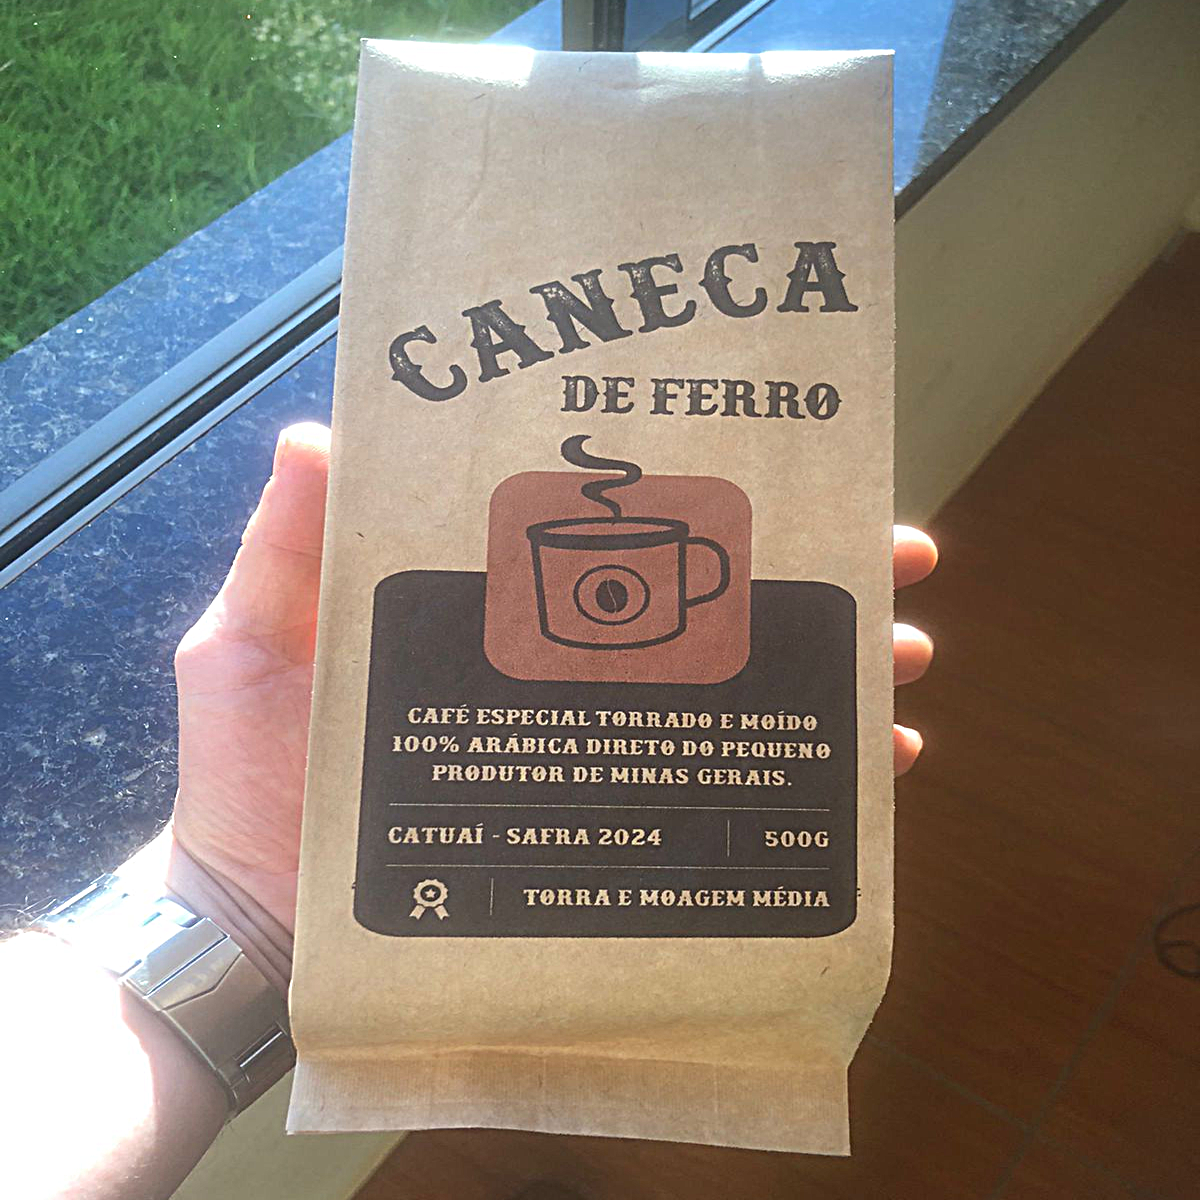 CANECA
DE FERRO
CAFÉ ESPECIAL TORRADO E MOÍDO
100% ARÁBICA DIRETO DO PEQUENO
PRODUTOR DE MINAS GERAIS.
CATUAÍ - SAFRA 2024 500G
TORRA E MOAGEM MÉDIA